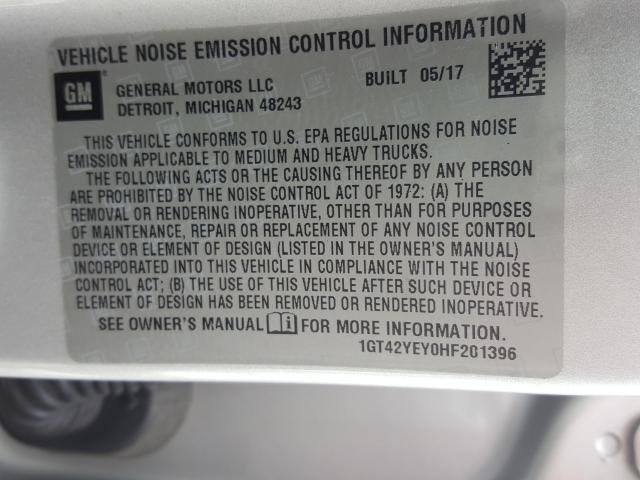 VEHICLE NOISE EMISSION CONTROL INFORMATION
GM GENERAL MOTORS LLC BUILT 05/17
DETROIT, MICHIGAN 48243
THIS VEHICLE CONFORMS TO U.S. EPA REGULATIONS FOR NOISE
EMISSION APPLICABLE TO MEDIUM AND HEAVY TRUCKS.
THE FOLLOWING ACTS OR THE CAUSING THEREOF BY ANY PERSON
ARE PROHIBITED BY THE NOISE CONTROL ACT OF 1972: (A) THE
REMOVAL OR RENDERING INOPERATIVE, OTHER THAN FOR PURPOSES
OF MAINTENANCE, REPAIR OR REPLACEMENT OF ANY NOISE CONTROL
DEVICE OR ELEMENT OF DESIGN (LISTED IN THE OWNER'S MANUAL)
INCORPORATED INTO THIS VEHICLE IN COMPLIANCE WITH THE NOISE
CONTROL ACT; (B) THE USE OF THIS VEHICLE AFTER SUCH DEVICE OR
ELEMENT OF DESIGN HAS BEEN REMOVED OR RENDERED INOPERATIVE.
SEE OWNER'S MANUAL i FOR MORE INFORMATION.
1GT42YEY0HF201396